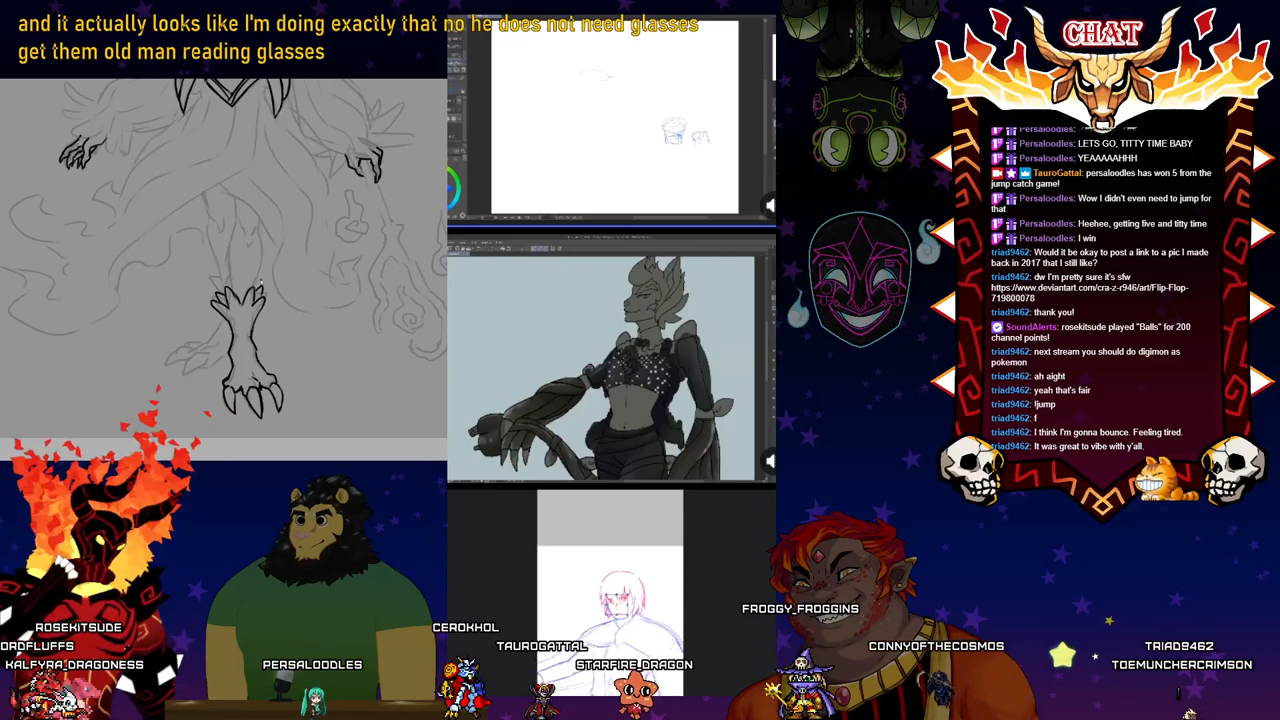 and it actually looks like I'm doing exactly that no he does not need glasses
get them old man reading glasses
CHAT
Persaloodles:
Persaloodles: LETS GO, TITTY TIME BABY
Persaloodles: YEAAAAAHHH
TauroGattal: persaloodles has won 5 from the
jump catch game!
Persaloodles: Wow I didn't even need to jump for
that
Persaloodles: Heehee, getting five and titty time
Persaloodles: I win
triad9462: Would it be okay to post a link to a pic I made
back in 2017 that I still like?
triad9462: dw I'm pretty sure it's sfw
https://www.deviantart.com/cra-z-r946/art/Flip-Flop-
719800078
triad9462: thank you!
SoundAlerts: rosekitsude played "Balls" for 200
channel points!
triad9462: next stream you should do digimon as
pokemon
triad9462: ah aight
triad9462: yeah that's fair
triad9462: !jump
triad9462: f
triad9462: I think I'm gonna bounce. Feeling tired.
triad9462: It was great to vibe with y'all.
FROGGY_FROGGINS
ROSEKITSUDE
CEROKHOL
ORDFLUFFS
TAUROGATTAL
CONNYOFTHECOSMOS
TRIAD9462
KALFYRA_DRAGONESS
PERSALOODLES
STARFIRE_DRAGON
TOEMUNCHERCRIMSON